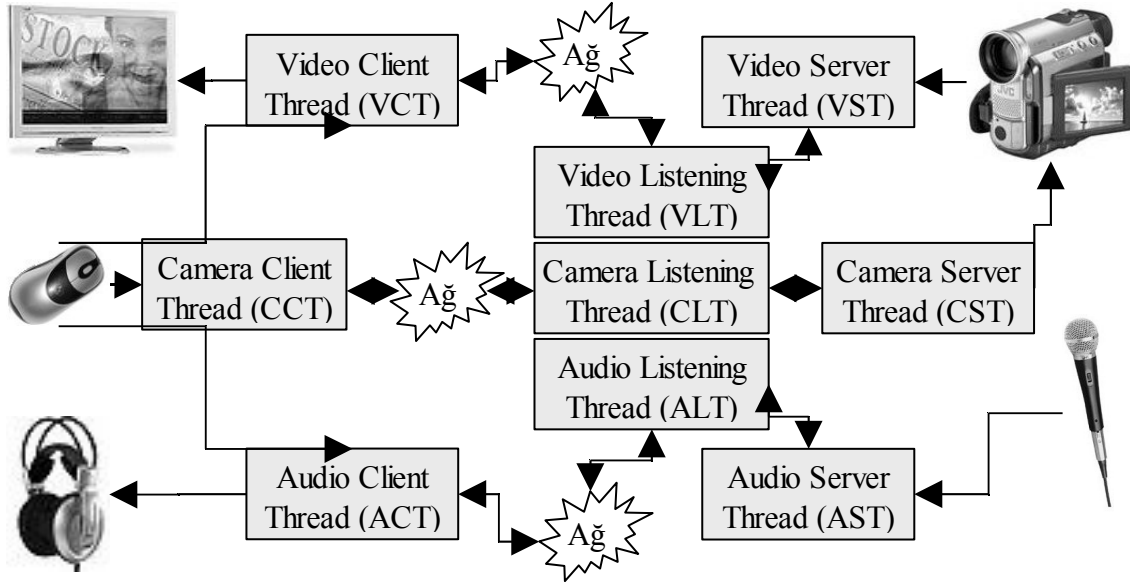 STOCK
Video Client
Thread (VCT)
Ağ
Video Server
Thread (VST)
JVC
Video Listening
Thread (VLT)
Camera Client
Thread (CCT)
Ağ
Camera Listening
Thread (CLT)
Camera Server
Thread (CST)
Audio Listening
Thread (ALT)
Audio Client
Thread (ACT)
Ağ
Audio Server
Thread (AST)